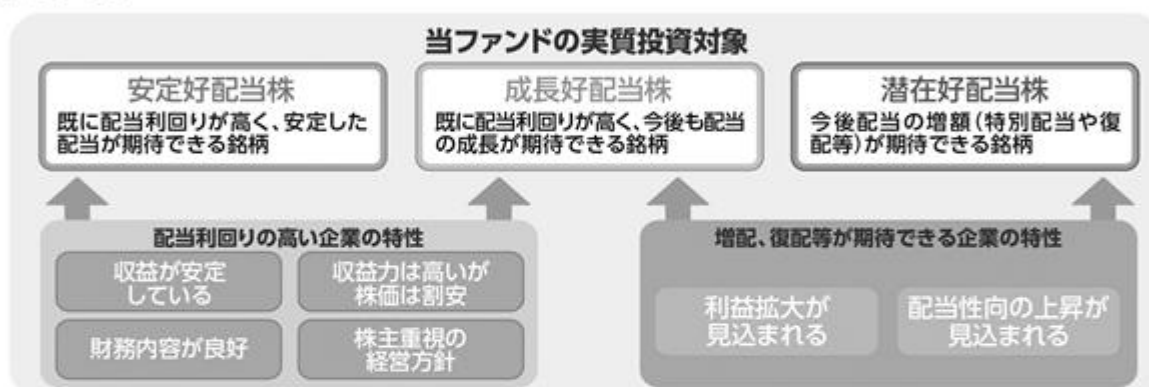 当ファンドの実質投資対象
安定好配当株
既に配当利回りが高く、安定した
配当が期待できる銘柄
成長好配当株
既に配当利回りが高く、今後も配当
の成長が期待できる銘柄
潜在好配当株
今後配当の増額(特別配当や復
配等)が期待できる銘柄
配当利回りの高い企業の特性
収益が安定
している
収益力は高いが
株価は割安
財務内容が良好
株主重視の
経営方針
増配、復配等が期待できる企業の特性
利益拡大が
見込まれる
配当性向の上昇が
見込まれる